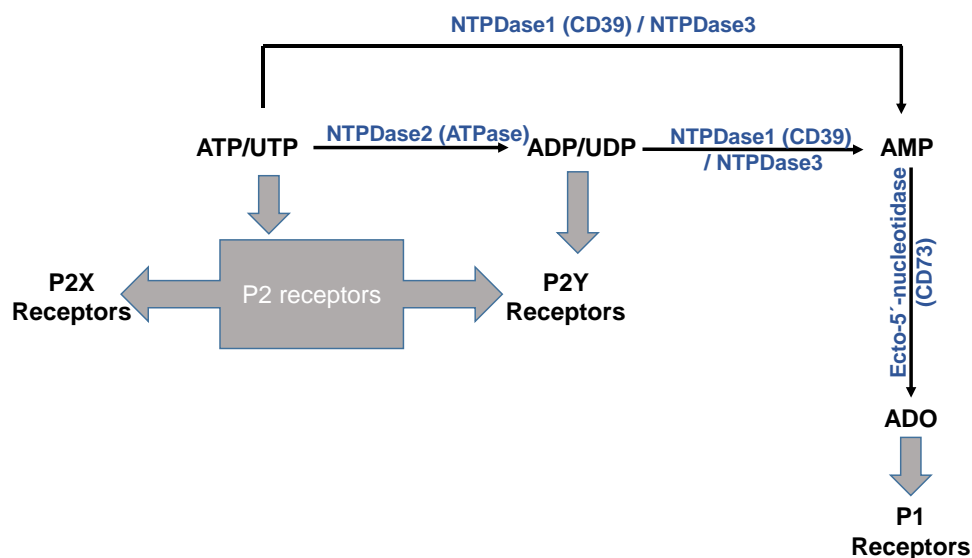 NTPDase1 (CD39) / NTPDase3
ATP/UTP
NTPDase2 (ATPase)
ADP/UDP
NTPDase1 (CD39)
/ NTPDase3
AMP
Ecto-5´-nucleotidase
(CD73)
P2 receptors
P2X
Receptors
P2Y
Receptors
ADO
P1
Receptors